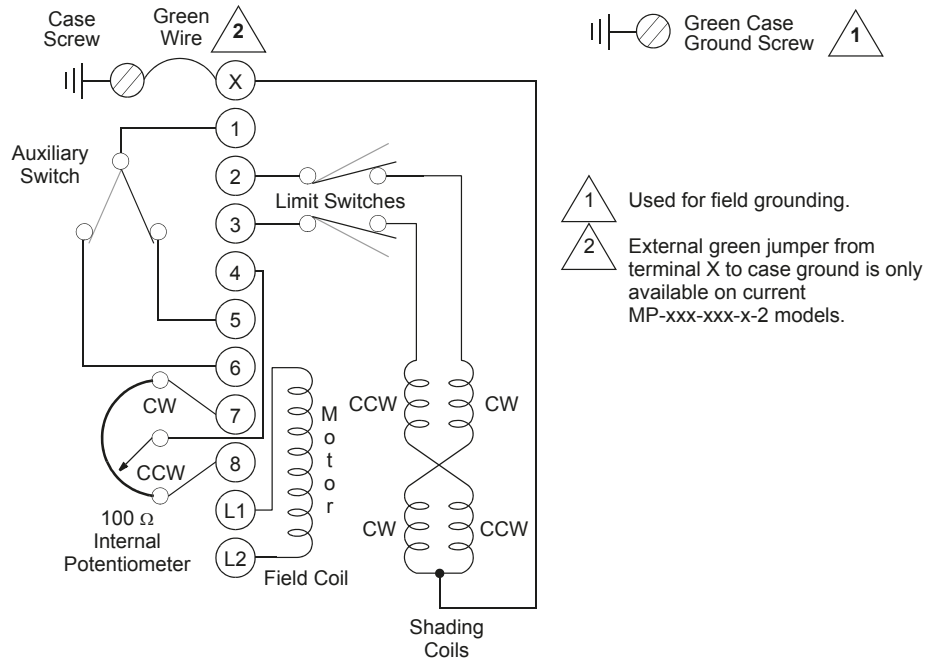 Case
Screw
Green
Wire
2
Green Case
Ground Screw
1
X
1
Auxiliary
Switch
2
Limit Switches
3
4
5
6
7
8
L1
L2
CW
CCW
100 Ω
Internal
Potentiometer
Motor
Field Coil
CCW
CW
CW
CCW
Shading
Coils
1
Used for field grounding.
2
External green jumper from
terminal X to case ground is only
available on current
MP-xxx-xxx-x-2 models.